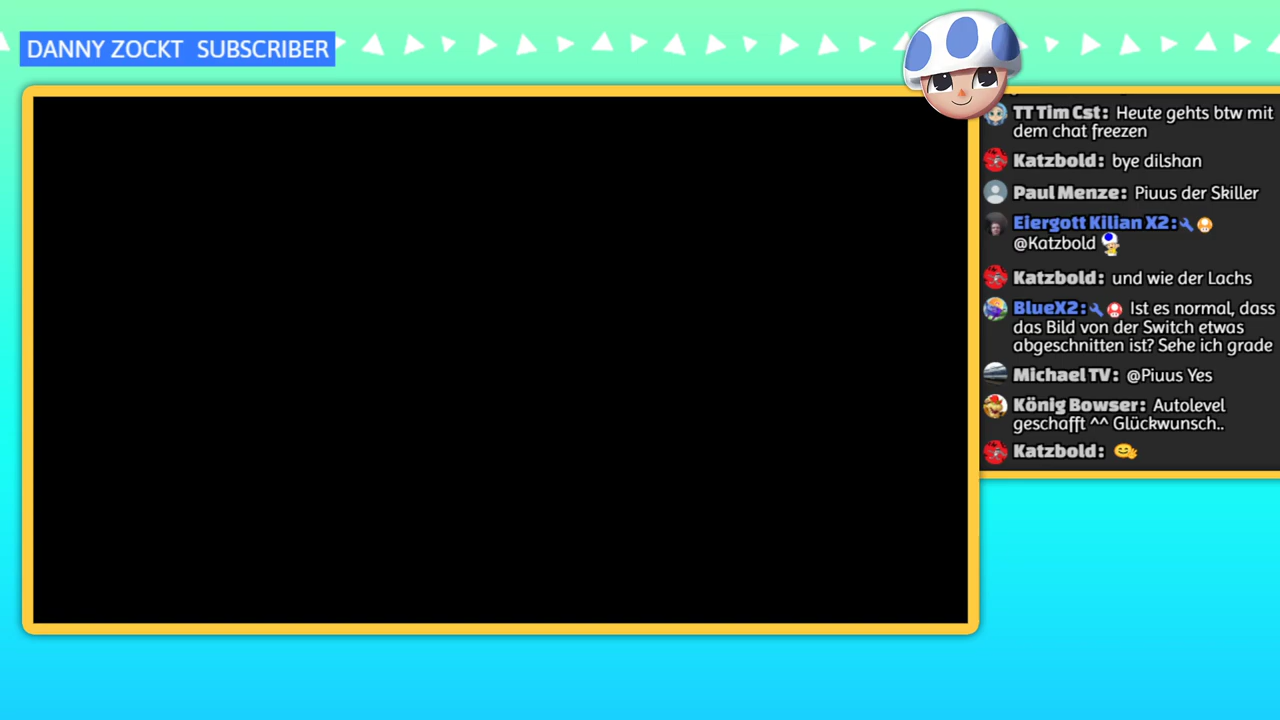 DANNY ZOCKT SUBSCRIBER
TT Tim Cst: Heute gehts btw mit
dem chat freezen
Katzbold: bye dilshan
Paul Menze: Piuus der Skiller
Eiergott Kilian X2:
@Katzbold
Katzbold: und wie der Lachs
BlueX2: Ist es normal, dass
das Bild von der Switch etwas
abgeschnitten ist? Sehe ich grade
Michael TV: @Piuus Yes
König Bowser: Autolevel
geschafft ^^ Glückwunsch..
Katzbold: